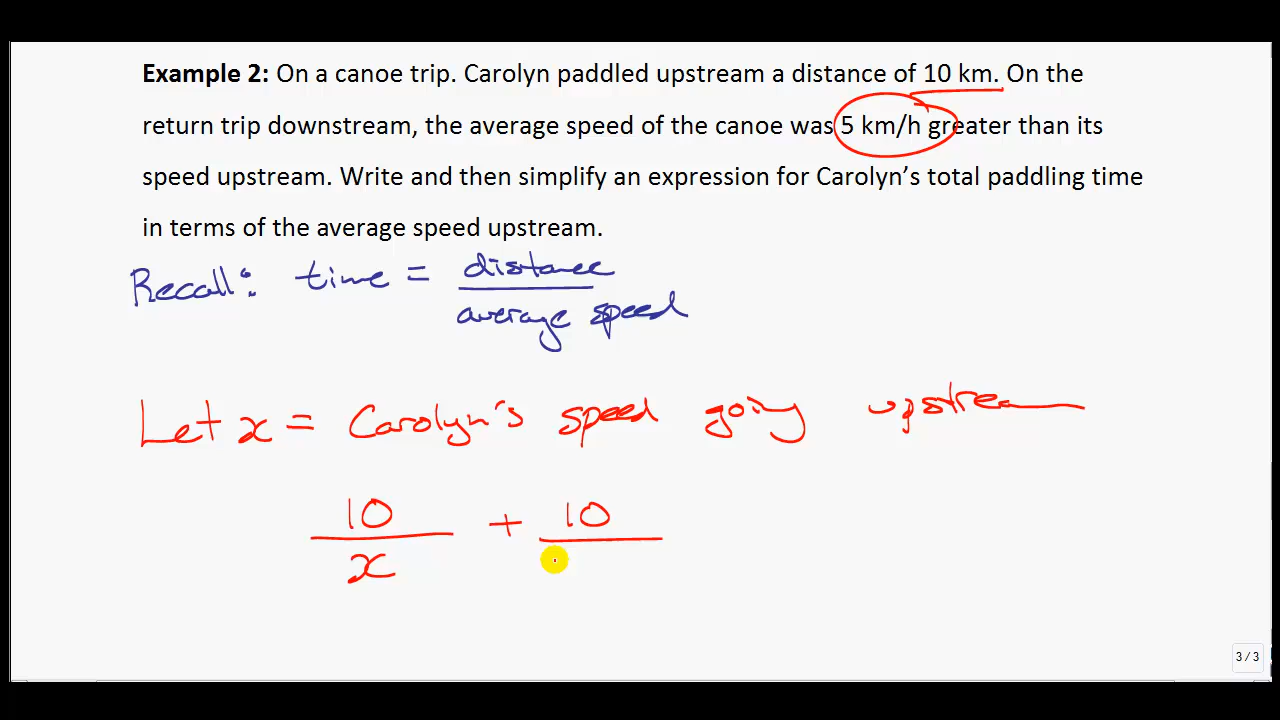 Example 2: On a canoe trip. Carolyn paddled upstream a distance of 10 km. On the
return trip downstream, the average speed of the canoe was 5 km/h greater than its
speed upstream. Write and then simplify an expression for Carolyn's total paddling time
in terms of the average speed upstream.
Recall: time = distance
average speed
Let x = Carolyn's speed going upstream
10 + 10
x
3/3